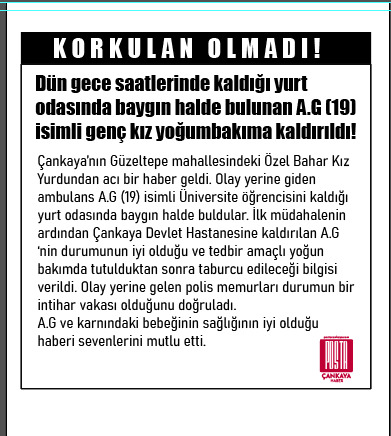 KORKULAN OLMADI!
Dün gece saatlerinde kaldığı yurt
odasında baygın halde bulunan A.G (19)
isimli genç kız yoğumbakıma kaldırıldı!
Çankaya'nın Güzeltepe mahallesindeki Özel Bahar Kız
Yurdundan acı bir haber geldi. Olay yerine giden
ambulans A.G (19) isimli Üniversite öğrencisini kaldığı
yurt odasında baygın halde buldular. İlk müdahalenin
ardından Çankaya Devlet Hastanesine kaldırılan A.G
'nin durumunun iyi olduğu ve tedbir amaçlı yoğun
bakımda tutulduktan sonra taburcu edileceği bilgisi
verildi. Olay yerine gelen polis memurları durumun bir
intihar vakası olduğunu doğruladı.
A.G ve karnındaki bebeğinin sağlığının iyi olduğu
haberi sevenlerini mutlu etti.
POSTA
ÇANKAYA
HABER